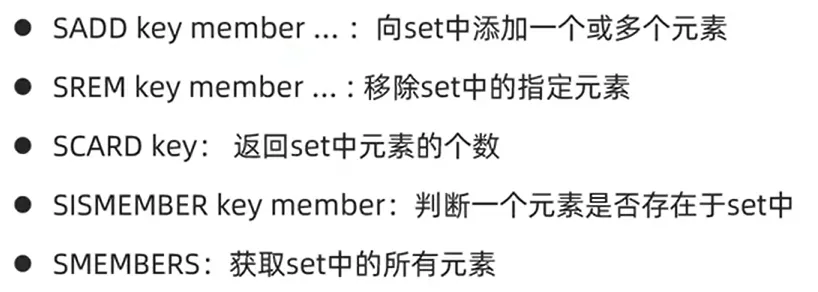 ● SADD key member ... ：向set中添加一个或多个元素
● SREM key member ... : 移除set中的指定元素
● SCARD key： 返回set中元素的个数
● SISMEMBER key member：判断一个元素是否存在于set中
● SMEMBERS：获取set中的所有元素